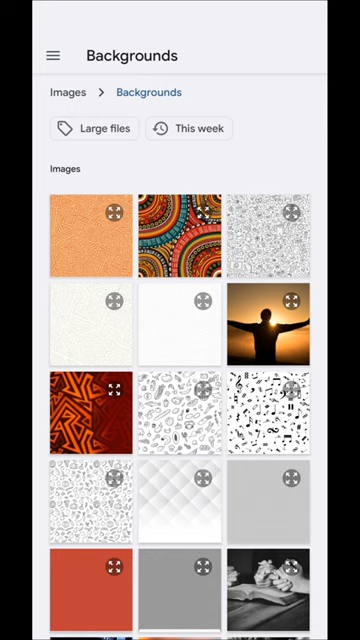 Backgrounds
Images > Backgrounds
Large files
This week
Images